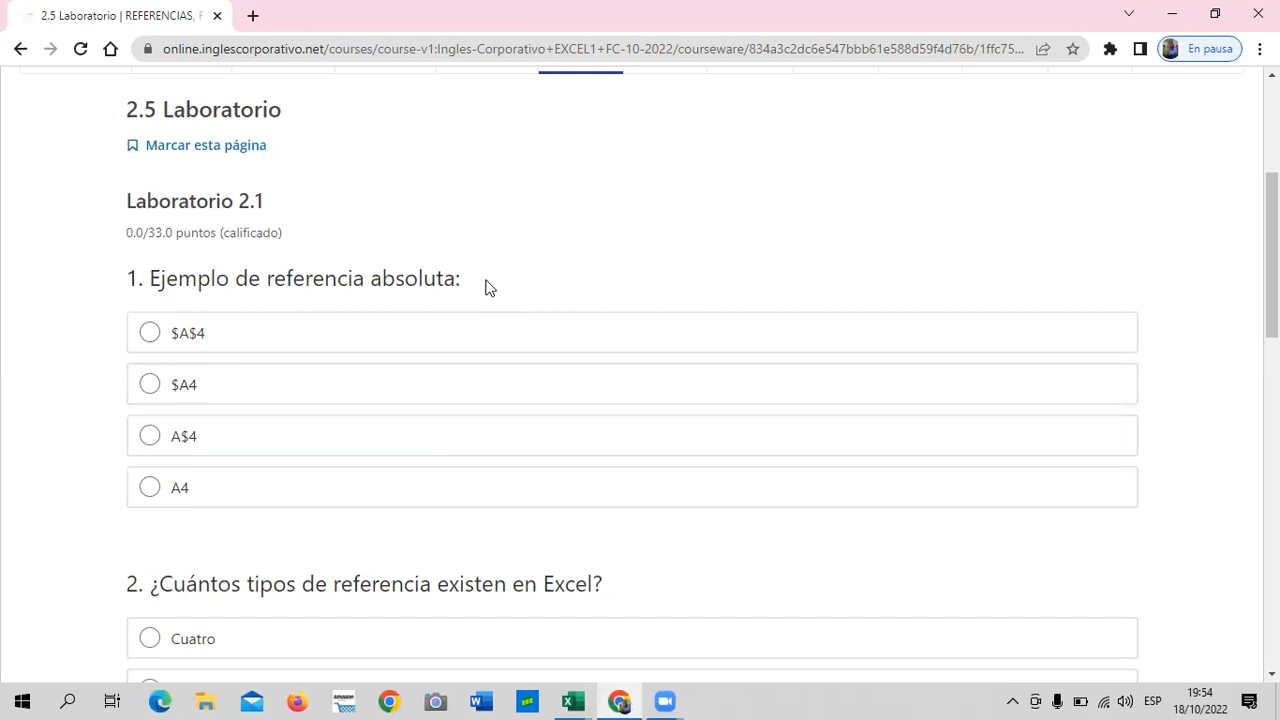 2.5 Laboratorio | REFERENCIAS, F
online.inglescorporativo.net/courses/course-v1:Ingles-Corporativo+EXCEL1+FC-10-2022/courseware/
En pausa
2.5 Laboratorio
Marcar esta página
Laboratorio 2.1
0.0/33.0 puntos (calificado)
1. Ejemplo de referencia absoluta:
$A$4
$A4
A$4
A4
2. ¿Cuántos tipos de referencia existen en Excel?
Cuatro
ESP
19:54
18/10/2022